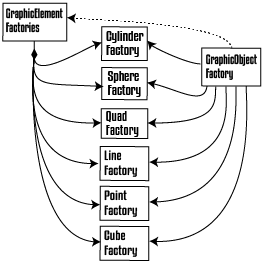 GraphicElement
Factories
Cylinder
Factory
GraphicObject
Factory
Sphere
Factory
Quad
Factory
Line
Factory
Point
Factory
Cube
Factory